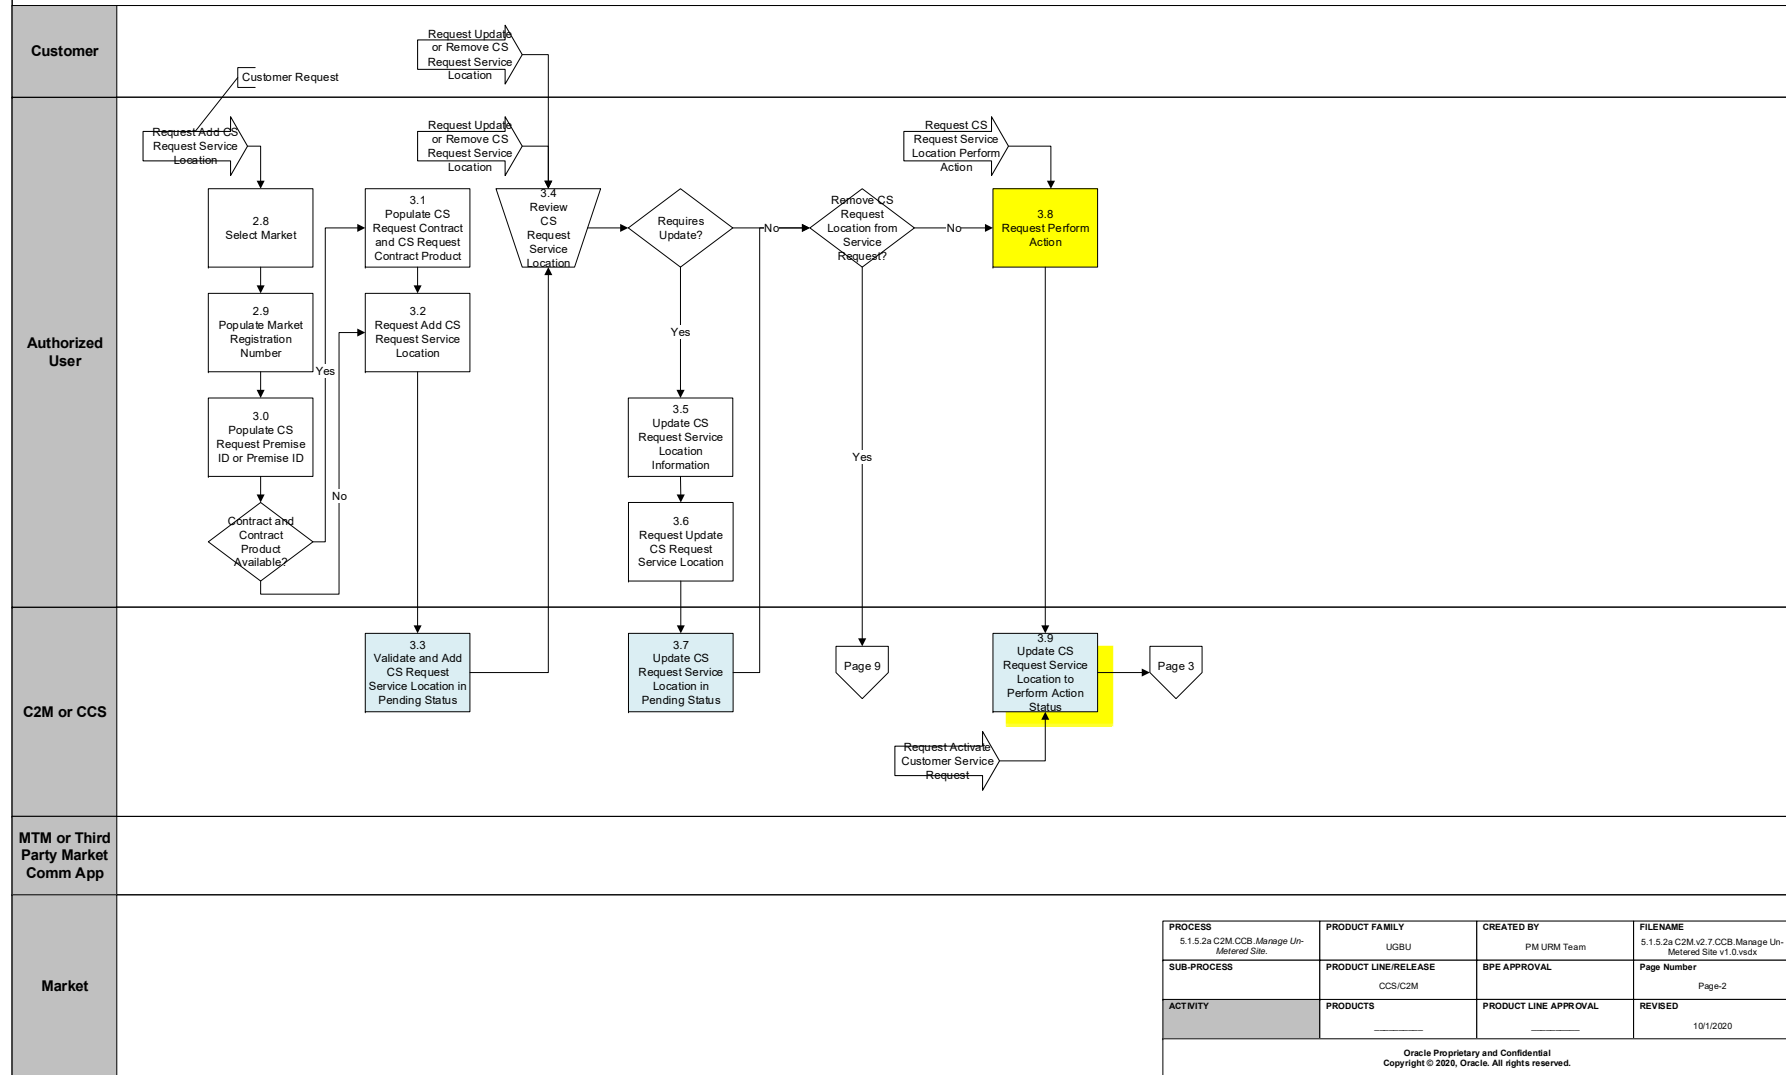 Customer
Request Update
or Remove CS
Request Service
Location
Customer Request
Authorized
User
Request Add CS
Request Service
Location
Request Update
or Remove CS
Request Service
Location
Request CS
Request Service
Location Perform
Action
2.8
Select Market
3.1
Populate CS
Request Contract
and CS Request
Contract Product
3.4
Review
CS
Request
Service
Location
Requires
Update?
No
Remove CS
Request
Location from
Service
Request?
No
3.8
Request Perform
Action
2.9
Populate Market
Registration
Number
3.2
Request Add CS
Request Service
Location
Yes
Yes
3.0
Populate CS
Request Premise
ID or Premise ID
3.5
Update CS
Request Service
Location
Information
Yes
No
Contract and
Contract
Product
Available?
3.6
Request Update
CS Request
Service Location
C2M or CCS
3.3
Validate and Add
CS Request
Service Location in
Pending Status
3.7
Update CS
Request Service
Location in
Pending Status
Page 9
3.9
Update CS
Request Service
Location to
Perform Action
Status
Page 3
Request Activate
Customer Service
Request
MTM or Third
Party Market
Comm App
Market
PROCESS
5.1.5.2a C2M.CCB.Manage Un-
Metered Site.
PRODUCT FAMILY
UGBU
CREATED BY
PM URM Team
FILENAME
5.1.5.2a C2M.v2.7.CCB.Manage Un-
Metered Site v1.0.vsdx
SUB-PROCESS
PRODUCT LINE/RELEASE
CCS/C2M
BPE APPROVAL
Page Number
Page-2
ACTIVITY
PRODUCTS
PRODUCT LINE APPROVAL
REVISED
10/1/2020
Oracle Proprietary and Confidential
Copyright © 2020, Oracle. All rights reserved.